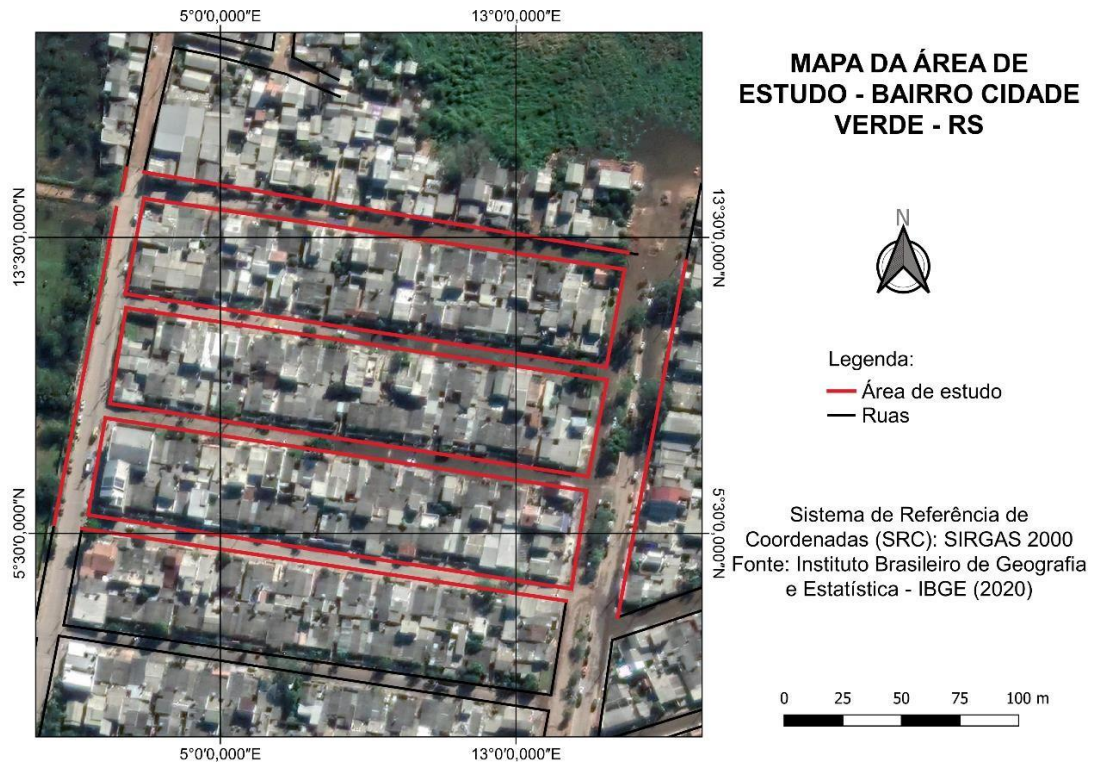 5°0′0,000″E
13°0′0,000″E
MAPA DA ÁREA DE
ESTUDO - BAIRRO CIDADE
VERDE - RS
13°30′0,000″N
13°30′0,000″N
N
Legenda:
Área de estudo
Ruas
5°30′0,000″N
5°30′0,000″N
Sistema de Referência de
Coordenadas (SRC): SIRGAS 2000
Fonte: Instituto Brasileiro de Geografia
e Estatística - IBGE (2020)
0 25 50 75 100 m
5°0′0,000″E
13°0′0,000″E